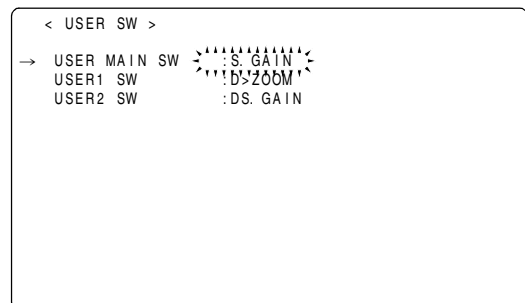 < USER SW >
→ USER MAIN SW :S. GAIN
USER1 SW :D>ZOOM
USER2 SW :DS. GAIN